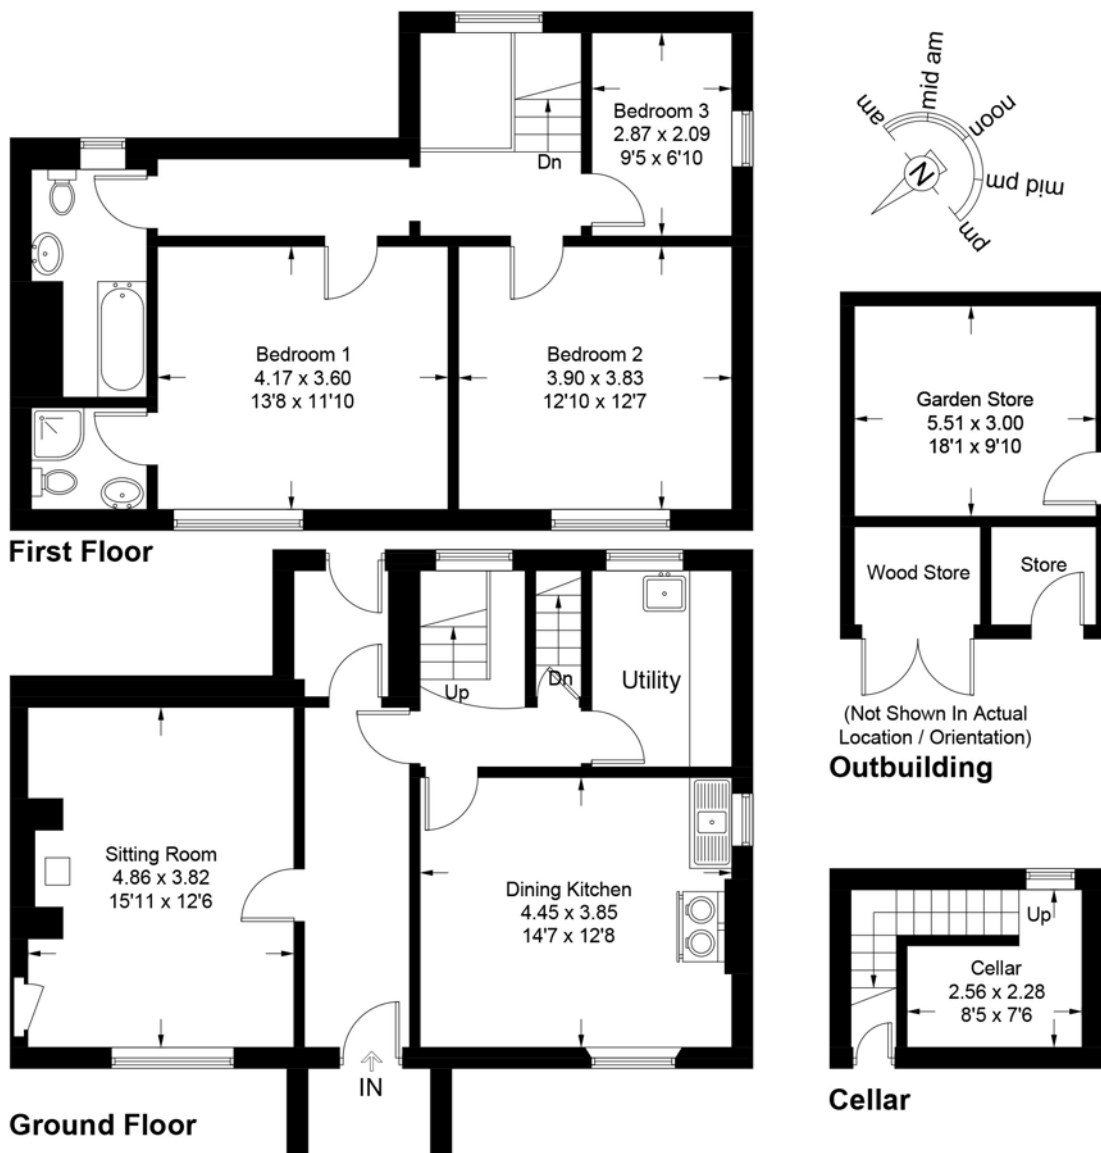 Bedroom 3
2.87 x 2.09
9'5 x 6'10
Dn
Bedroom 1
4.17 x 3.60
13'8 x 11'10
Bedroom 2
3.90 x 3.83
12'10 x 12'7
First Floor
am
mid am
noon
mid pm
pm
N
Garden Store
5.51 x 3.00
18'1 x 9'10
Wood Store
Store
(Not Shown In Actual
Location / Orientation)
Outbuilding
Up
Dn
Utility
Sitting Room
4.86 x 3.82
15'11 x 12'6
Dining Kitchen
4.45 x 3.85
14'7 x 12'8
IN
Ground Floor
Up
Cellar
2.56 x 2.28
8'5 x 7'6
Cellar